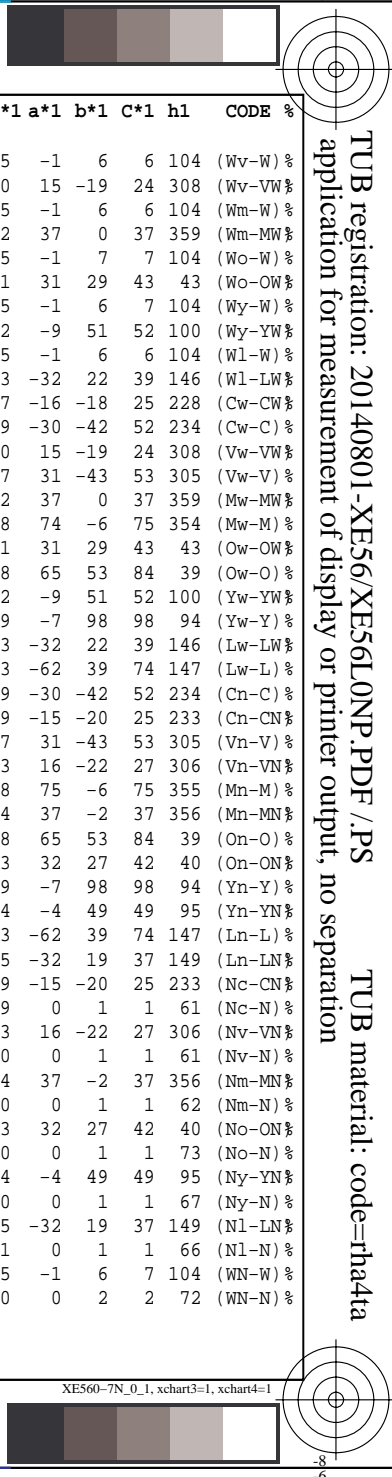 *1 a*1 b*1 C*1 h1 CODE %
5 -1 6 6 104 (Wv-W)%
0 15 -19 24 308 (Wv-VW%
5 -1 6 6 104 (Wm-W)%
2 37 0 37 359 (Wm-MW%
5 -1 7 7 104 (Wo-W)%
1 31 29 43 43 (Wo-OW%
5 -1 6 7 104 (Wy-W)%
2 -9 51 52 100 (Wy-YW%
5 -1 6 6 104 (Wl-W)%
3 -32 22 39 146 (Wl-LW%
7 -16 -18 25 228 (Cw-CW%
9 -30 -42 52 234 (Cw-C)%
0 15 -19 24 308 (Vw-VW%
7 31 -43 53 305 (Vw-V)%
2 37 0 37 359 (Mw-MW%
8 74 -6 75 354 (Mw-M)%
1 31 29 43 43 (Ow-OW%
8 65 53 84 39 (Ow-O)%
2 -9 51 52 100 (Yw-YW%
9 -7 98 98 94 (Yw-Y)%
3 -32 22 39 146 (Lw-LW%
3 -62 39 74 147 (Lw-L)%
9 -30 -42 52 234 (Cn-C)%
9 -15 -20 25 233 (Cn-CN%
7 31 -43 53 305 (Vn-V)%
3 16 -22 27 306 (Vn-VN%
8 75 -6 75 355 (Mn-M)%
4 37 -2 37 356 (Mn-MN%
8 65 53 84 39 (On-O)%
3 32 27 42 40 (On-ON%
9 -7 98 98 94 (Yn-Y)%
4 -4 49 49 95 (Yn-YN%
3 -62 39 74 147 (Ln-L)%
5 -32 19 37 149 (Ln-LN%
9 -15 -20 25 233 (Nc-CN%
9 0 1 1 61 (Nc-N)%
3 16 -22 27 306 (Nv-VN%
0 0 1 1 61 (Nv-N)%
4 37 -2 37 356 (Nm-MN%
0 0 1 1 62 (Nm-N)%
3 32 27 42 40 (No-ON%
0 0 1 1 73 (No-N)%
4 -4 49 49 95 (Ny-YN%
0 0 1 1 67 (Ny-N)%
5 -32 19 37 149 (Nl-LN%
1 0 1 1 66 (Nl-N)%
5 -1 6 7 104 (WN-W)%
0 0 2 2 72 (WN-N)%
XE560-7N_0_1, xchart3=1, xchart4=1
TUB registration: 20140801-XE56/XE56L0NP.PDF /.PS TUB material: code=rha4ta
application for measurement of display or printer output, no separation
-8
-6